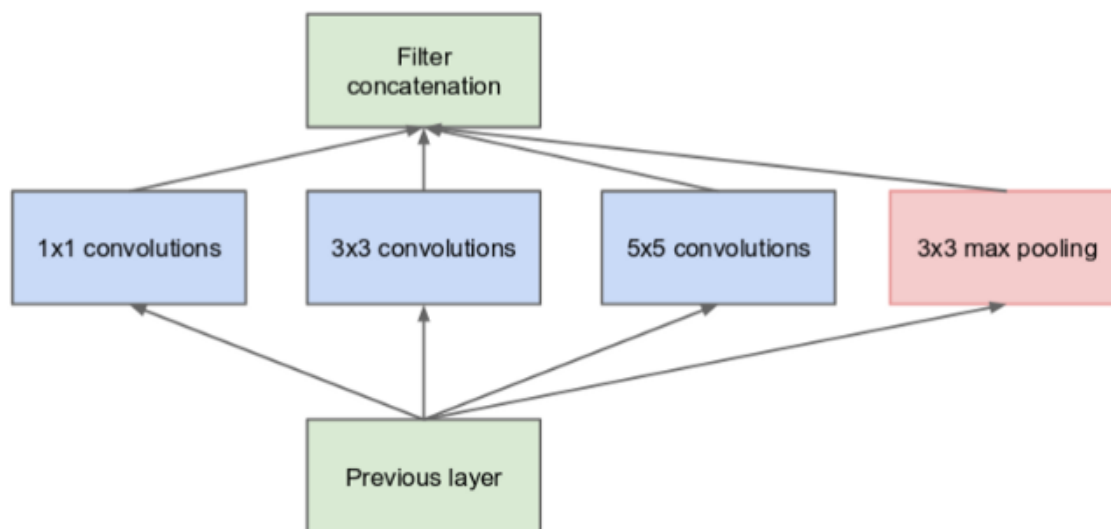 Filter
concatenation
1x1 convolutions
3x3 convolutions
5x5 convolutions
3x3 max pooling
Previous layer